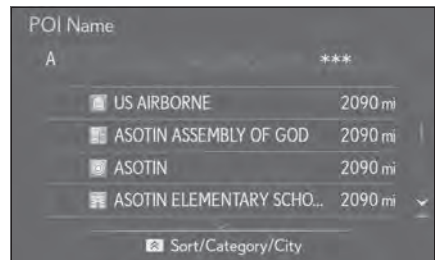 POI Name
A ***
US AIRBORNE 2090 mi
ASOTIN ASSEMBLY OF GOD 2090 mi
ASOTIN 2090 mi
ASOTIN ELEMENTARY SCHO... 2090 mi
Sort/Category/City